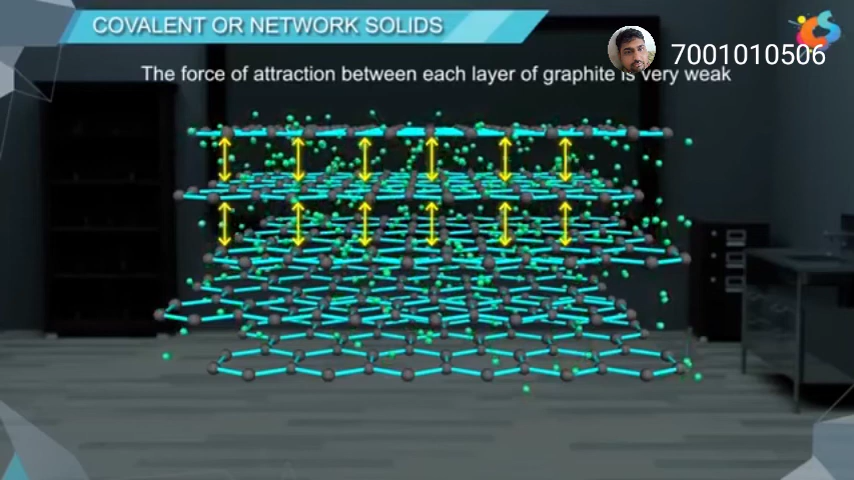 COVALENT OR NETWORK SOLIDS
7001010506
The force of attraction between each layer of graphite is very weak